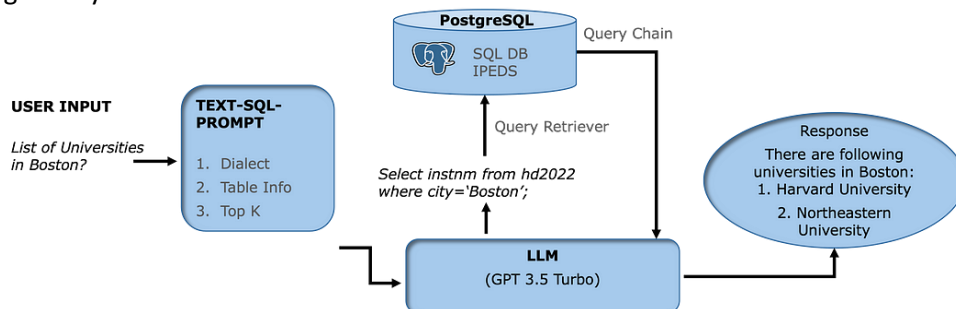 PostgreSQL
SQL DB
IPEDS
Query Chain
USER INPUT
List of Universities
in Boston?
TEXT-SQL-
PROMPT
1. Dialect
2. Table Info
3. Top K
Query Retriever
Select instnm from hd2022
where city=‘Boston’;
LLM
(GPT 3.5 Turbo)
Response
There are following
universities in Boston:
1. Harvard University
2. Northeastern
University